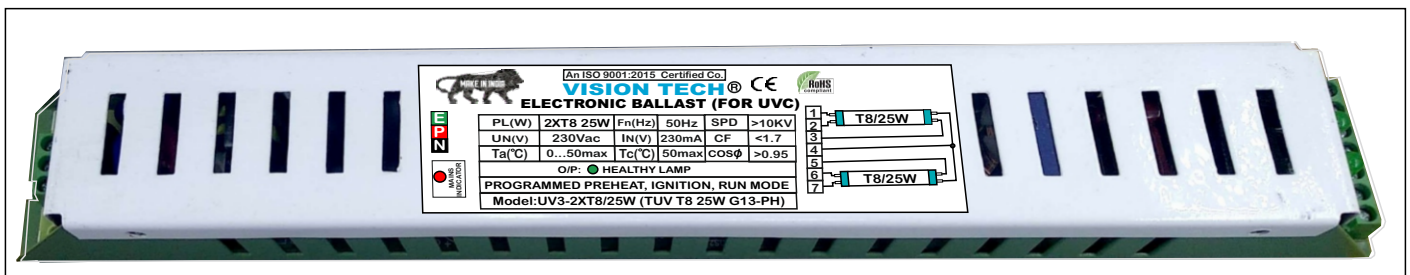 MAKE IN INDIA
An ISO 9001:2015 Certified Co.
VISION TECH® CE
RoHS
compliant
ELECTRONIC BALLAST (FOR UVC)
E
P
N
MAINS
INDICATOR
PL(W) 2XT8 25W Fn(Hz) 50Hz SPD >10KV
UN(V) 230Vac IN(V) 230mA CF <1.7
Ta(℃) 0...50max Tc(℃) 50max COSϕ >0.95
O/P: HEALTHY LAMP
PROGRAMMED PREHEAT, IGNITION, RUN MODE
Model:UV3-2XT8/25W (TUV T8 25W G13-PH)
1
2
3
4
5
6
7
T8/25W
T8/25W